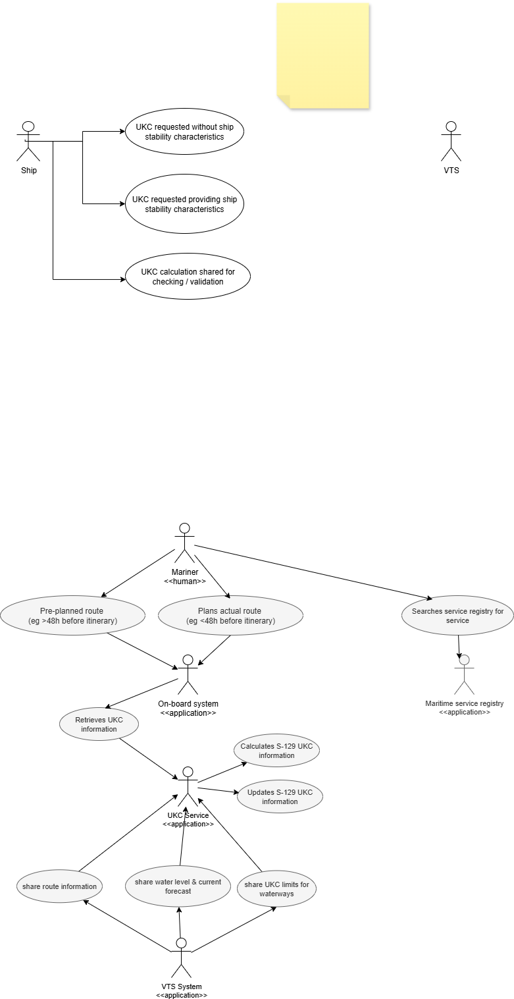 UKC requested without ship
stability characteristics
Ship
VTS
UKC requested providing ship
stability characteristics
UKC calculation shared for
checking / validation
Mariner
<<human>>
Pre-planned route
(eg >48h before itinerary)
Plans actual route
(eg <48h before itinerary)
Searches service registry for
service
On-board system
<<application>>
Maritime service registry
<<application>>
Retrieves UKC
information
Calculates S-129 UKC
information
Updates S-129 UKC
information
UKC Service
<<application>>
share route information
share water level & current
forecast
share UKC limits for
waterways
VTS System
<<application>>